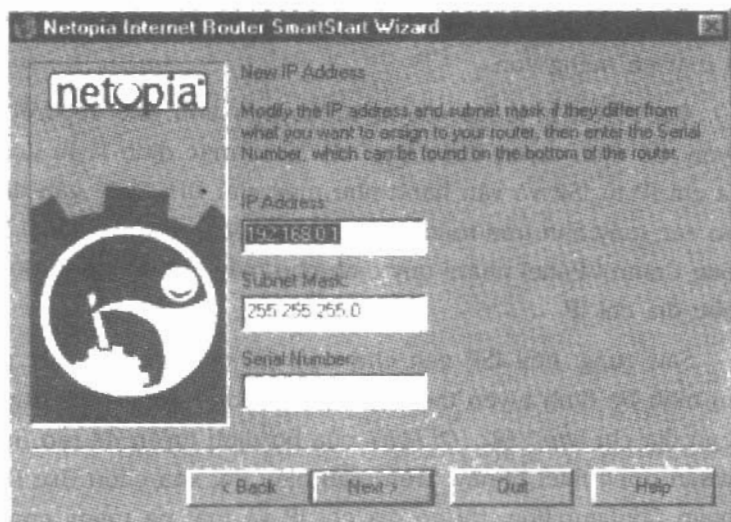 Netopia Internet Router SmartStart Wizard
netopia
New IP Address
Modify the IP address and subnet mask if they differ from
what you want to assign to your router, then enter the Serial
Number, which can be found on the bottom of the router.
IP Address:
192.168.0.1
Subnet Mask:
255.255.255.0
Serial Number:
< Back
Next >
Quit
Help